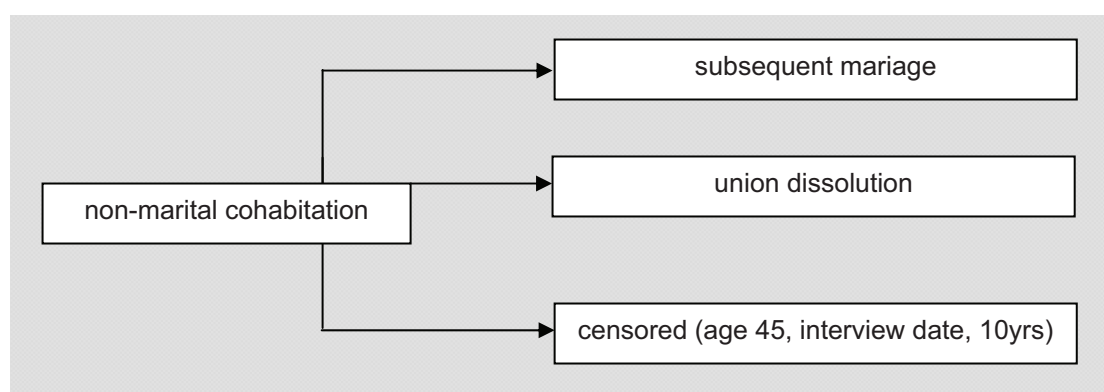 subsequent mariage
union dissolution
non-marital cohabitation
censored (age 45, interview date, 10yrs)